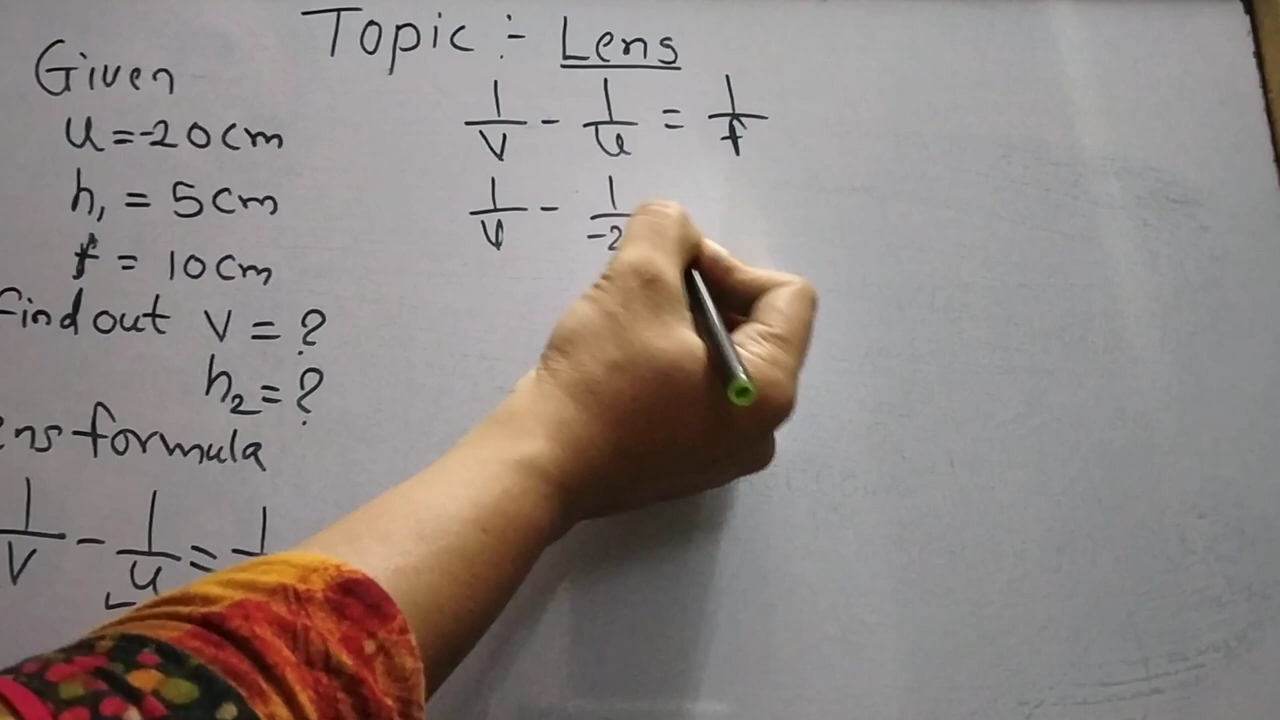 Topic :- Lens
Given
u = -20 cm
h₁ = 5 cm
f = 10 cm
find out v = ?
h₂ = ?
ens formula
1/v - 1/u = 1
1/v - 1/u = 1/f
1/v - 1/-2